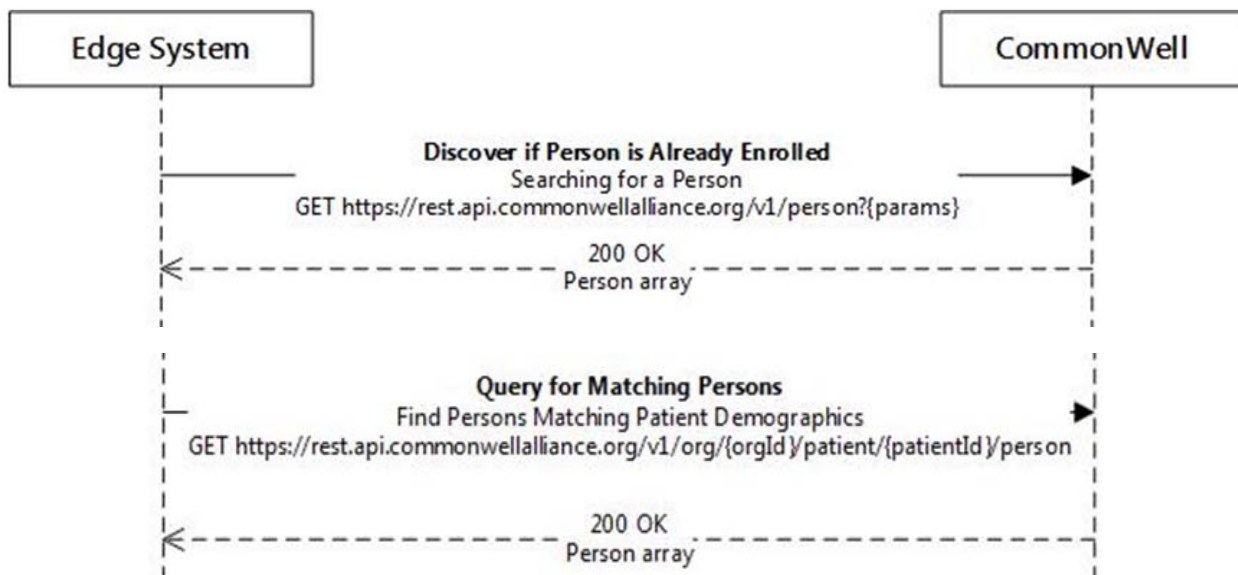 Edge System
CommonWell
Discover if Person is Already Enrolled
Searching for a Person
GET https://rest.api.commonwellalliance.org/v1/person?{params}
200 OK
Person array
Query for Matching Persons
Find Persons Matching Patient Demographics
GET https://rest.api.commonwellalliance.org/v1/org/{orgId}/patient/{patientId}/person
200 OK
Person array